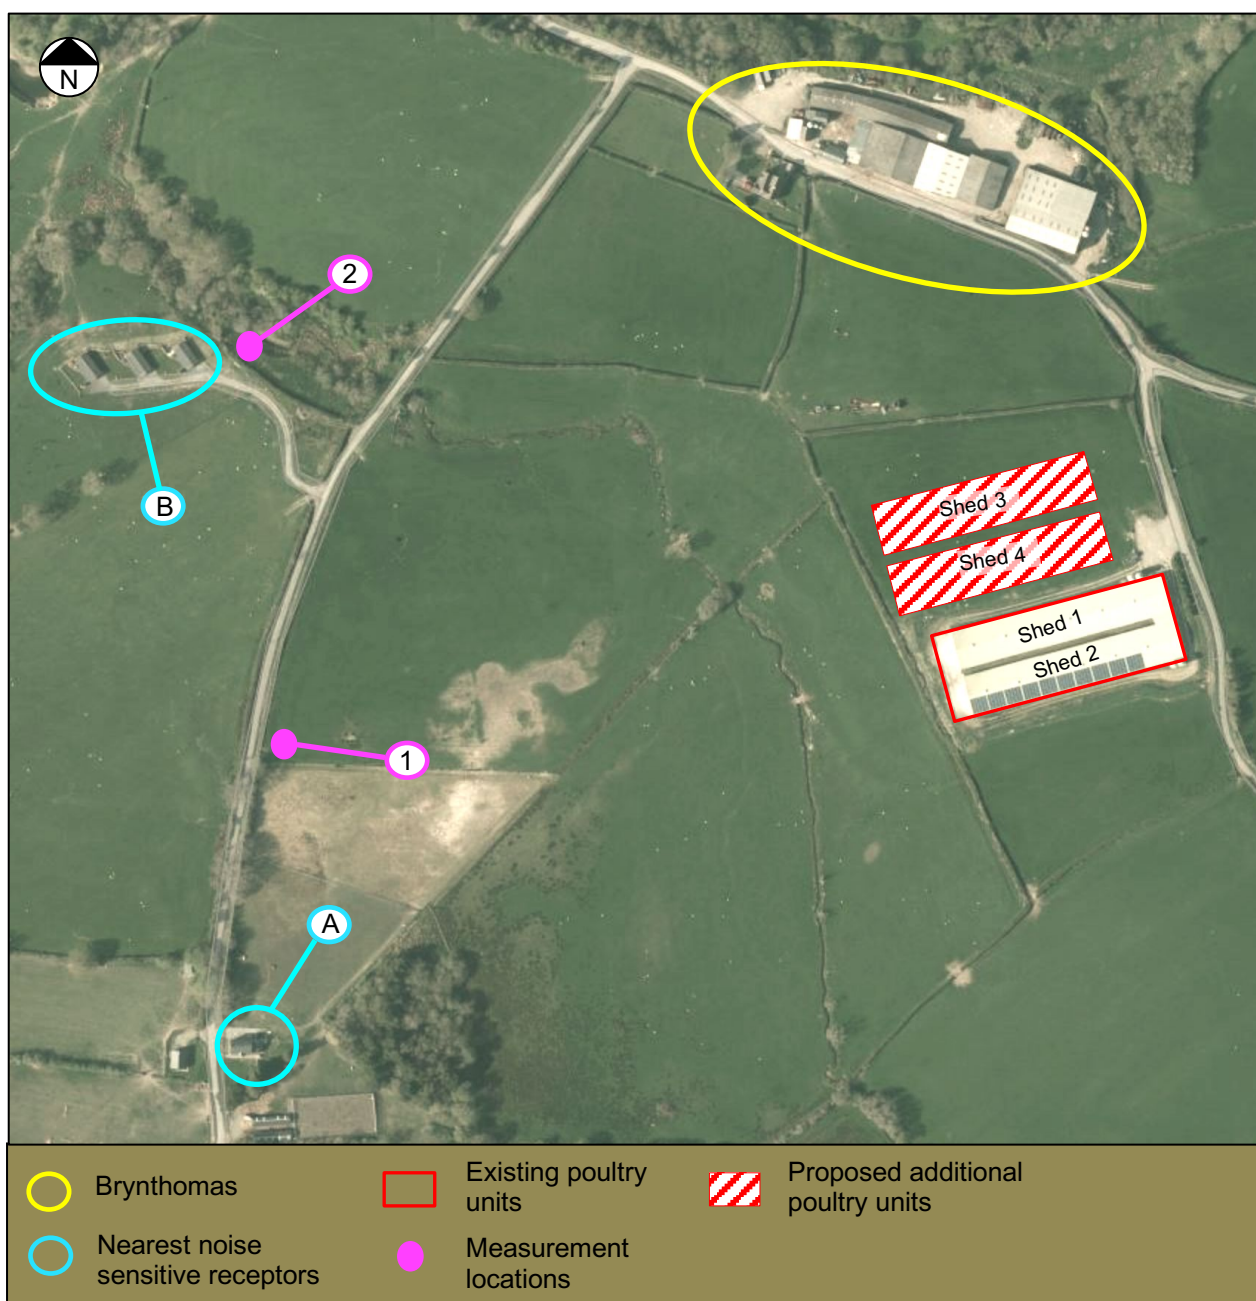 N
2
B
Shed 3
Shed 4
Shed 1
Shed 2
1
A
Brynthomas
Existing poultry
units
Proposed additional
poultry units
Nearest noise
sensitive receptors
Measurement
locations